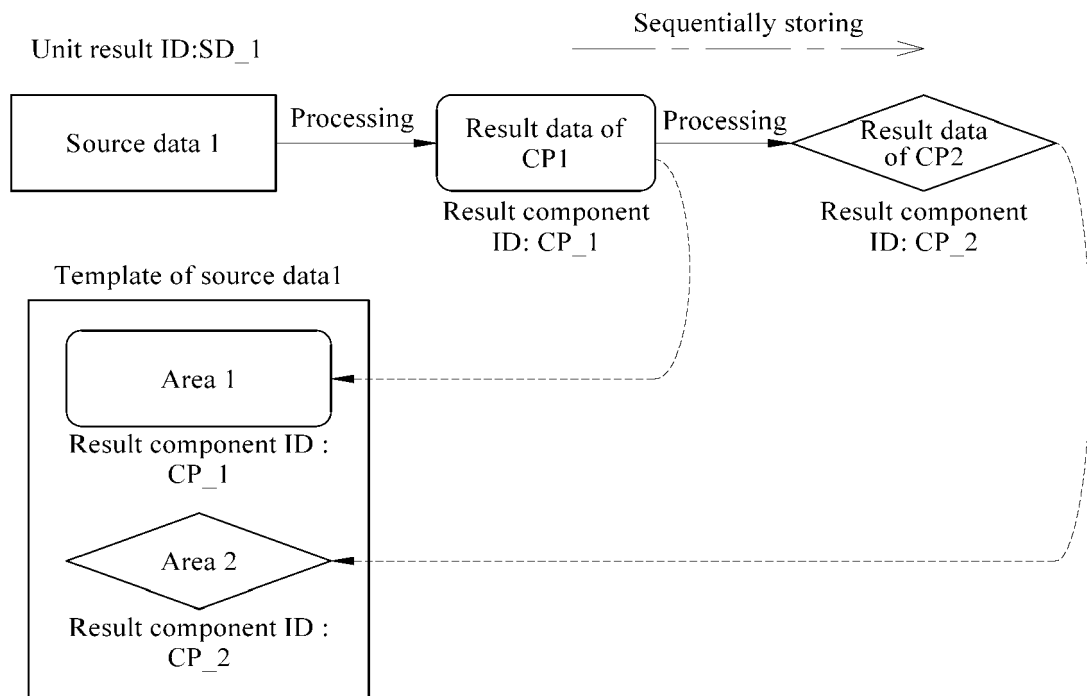 Sequentially storing
Unit result ID:SD_1
Source data 1
Processing
Result data of
CP1
Processing
Result data
of CP2
Result component
ID: CP_1
Result component
ID: CP_2
Template of source data1
Area 1
Result component ID :
CP_1
Area 2
Result component ID :
CP_2